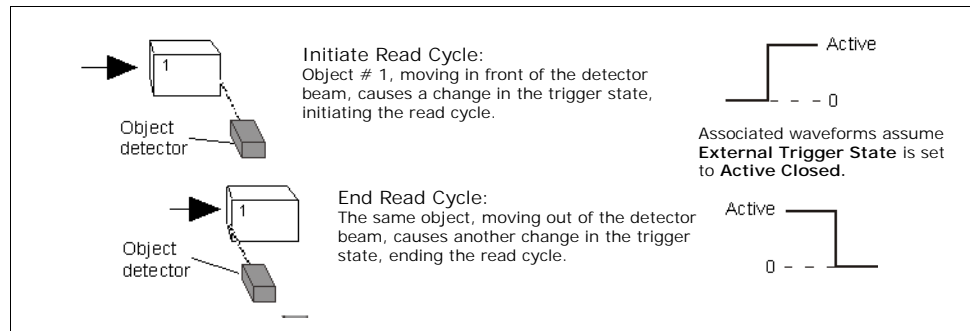 1
Object
detector
Initiate Read Cycle:
Object # 1, moving in front of the detector
beam, causes a change in the trigger state,
initiating the read cycle.
Active
0
Associated waveforms assume
External Trigger State is set
to Active Closed.
1
Object
detector
End Read Cycle:
The same object, moving out of the detector
beam, causes another change in the trigger
state, ending the read cycle.
Active
0